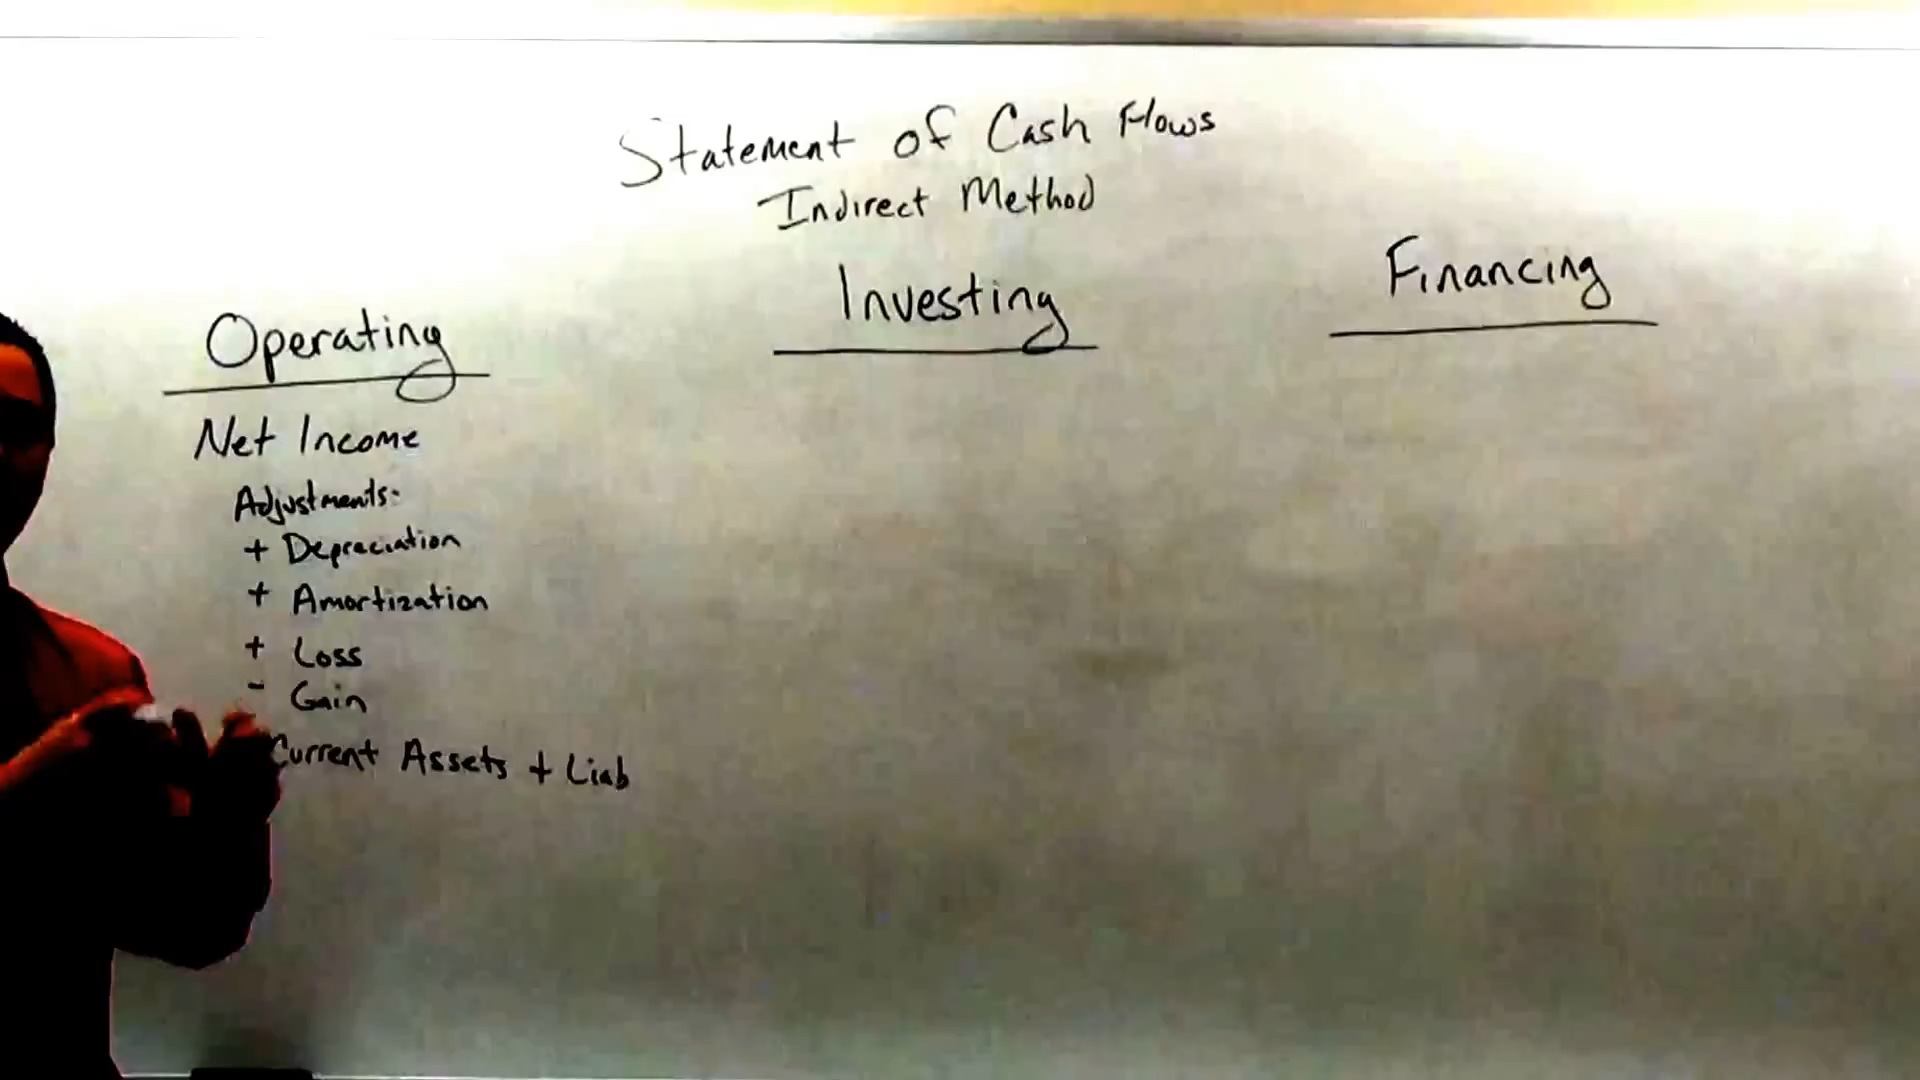 Statement of Cash Flows
Indirect Method
Operating
Net Income
Adjustments:
+ Depreciation
+ Amortization
+ Loss
- Gain
Current Assets + Liab
Investing
Financing